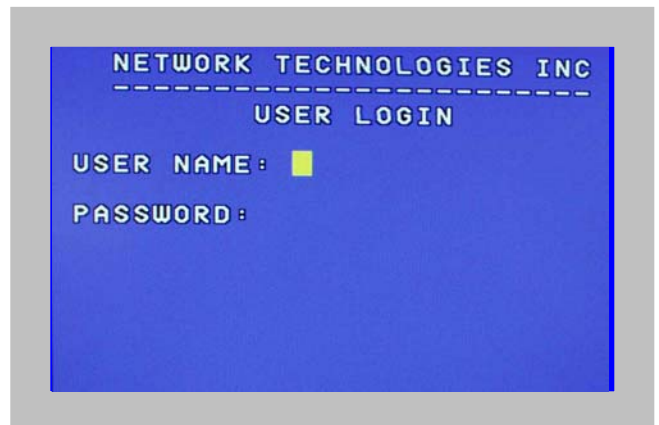 NETWORK TECHNOLOGIES INC
--------------------------
USER LOGIN
USER NAME:
PASSWORD: